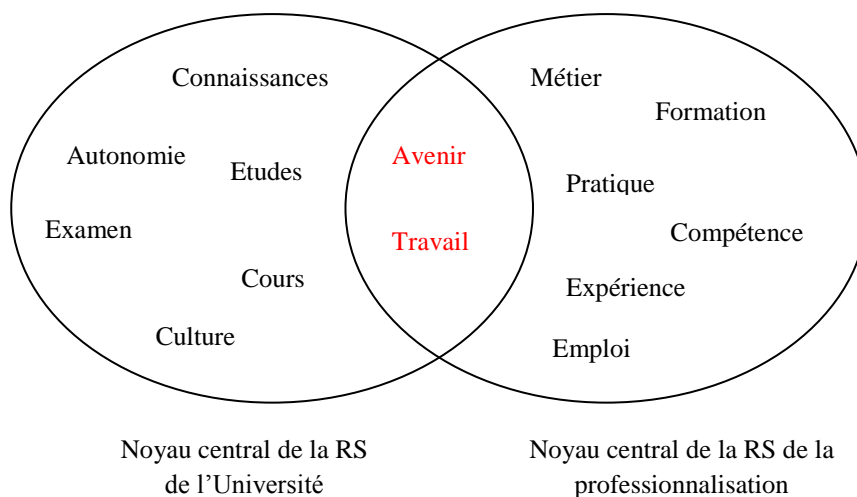 Connaissances
Autonomie
Etudes
Examen
Cours
Culture
Avenir
Travail
Métier
Formation
Pratique
Compétence
Expérience
Emploi
Noyau central de la RS
de l’Université
Noyau central de la RS de la
professionnalisation